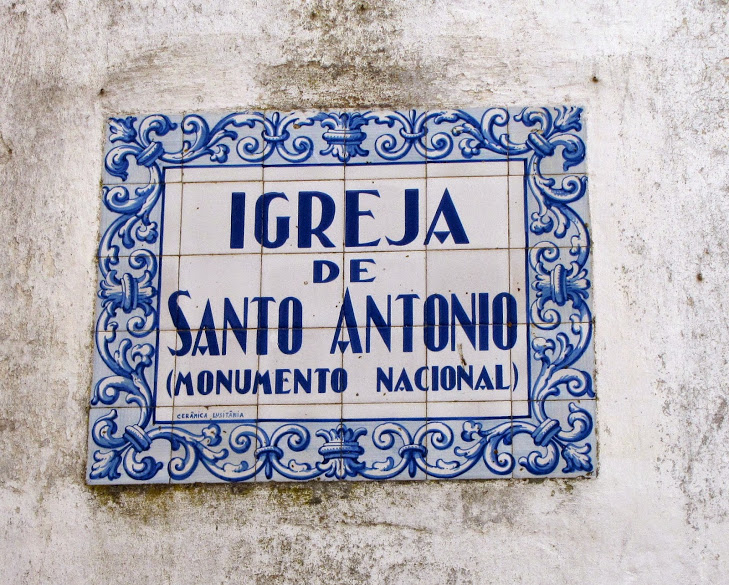 IGREJA
DE
SANTO ANTONIO
(MONUMENTO NACIONAL)
CERÂMICA LUSITÂNIA